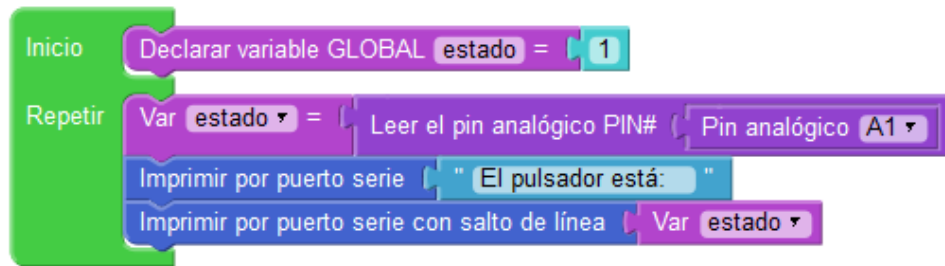 Inicio Declarar variable GLOBAL estado = 1
Repetir Var estado = Leer el pin analógico PIN# Pin analógico A1
Imprimir por puerto serie " El pulsador está: "
Imprimir por puerto serie con salto de línea Var estado